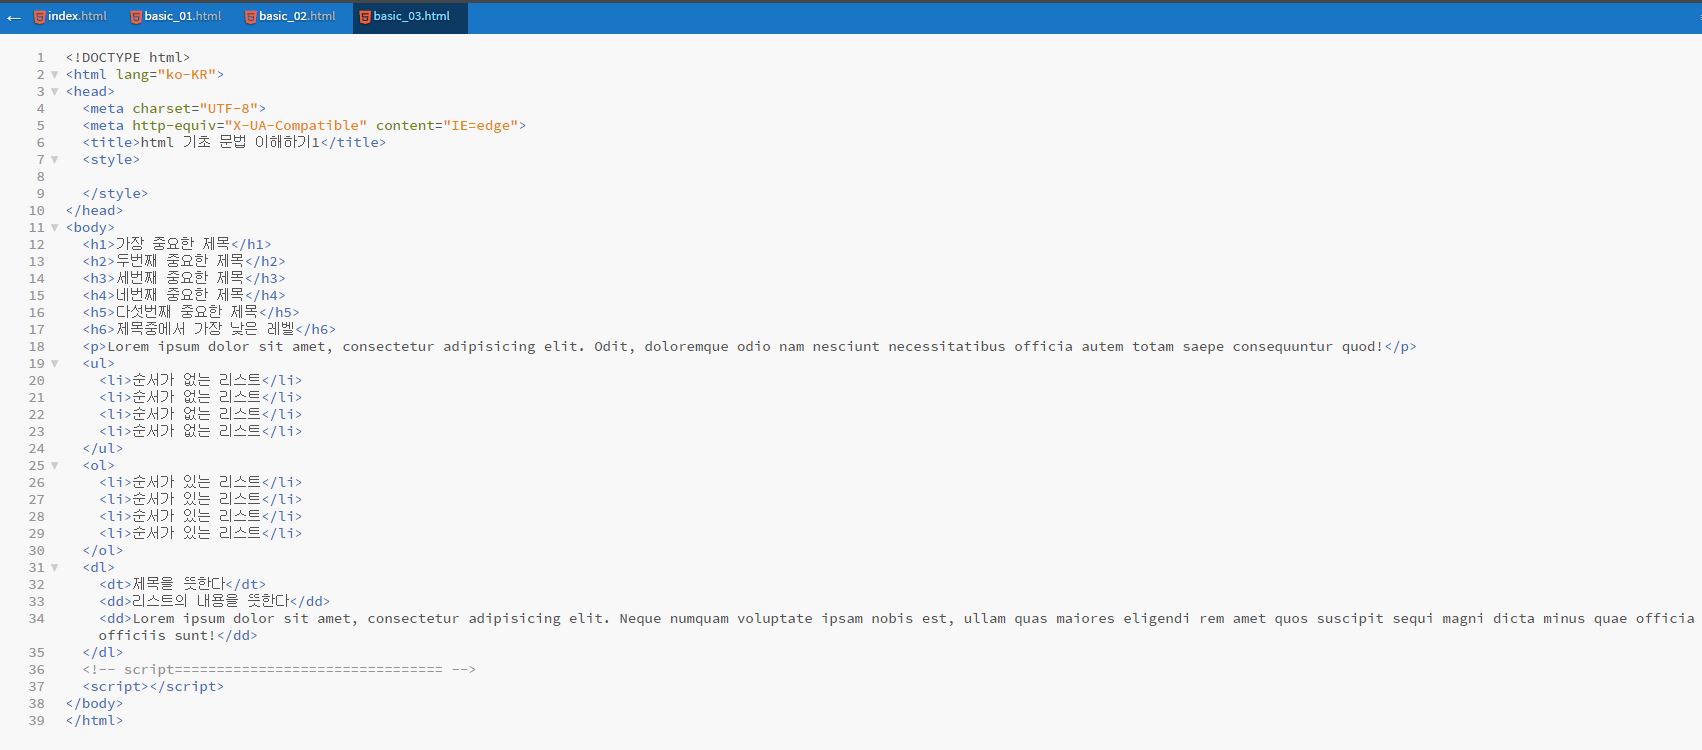 ← index.html basic_01.html basic_02.html basic_03.html
1 <!DOCTYPE html>
2 <html lang="ko-KR">
3 <head>
4 <meta charset="UTF-8">
5 <meta http-equiv="X-UA-Compatible" content="IE=edge">
6 <title>html 기초 문법 이해하기1</title>
7 <style>
8
9 </style>
10 </head>
11 <body>
12 <h1>가장 중요한 제목</h1>
13 <h2>두번째 중요한 제목</h2>
14 <h3>세번째 중요한 제목</h3>
15 <h4>네번째 중요한 제목</h4>
16 <h5>다섯번째 중요한 제목</h5>
17 <h6>제목중에서 가장 낮은 레벨</h6>
18 <p>Lorem ipsum dolor sit amet, consectetur adipisicing elit. Odit, doloremque odio nam nesciunt necessitatibus officia autem totam saepe consequuntur quod!</p>
19 <ul>
20 <li>순서가 없는 리스트</li>
21 <li>순서가 없는 리스트</li>
22 <li>순서가 없는 리스트</li>
23 <li>순서가 없는 리스트</li>
24 </ul>
25 <ol>
26 <li>순서가 있는 리스트</li>
27 <li>순서가 있는 리스트</li>
28 <li>순서가 있는 리스트</li>
29 <li>순서가 있는 리스트</li>
30 </ol>
31 <dl>
32 <dt>제목을 뜻한다</dt>
33 <dd>리스트의 내용을 뜻한다</dd>
34 <dd>Lorem ipsum dolor sit amet, consectetur adipisicing elit. Neque numquam voluptate ipsam nobis est, ullam quas maiores eligendi rem amet quos suscipit sequi magni dicta minus quae officia
officiis sunt!</dd>
35 </dl>
36 <!-- script================================ -->
37 <script></script>
38 </body>
39 </html>